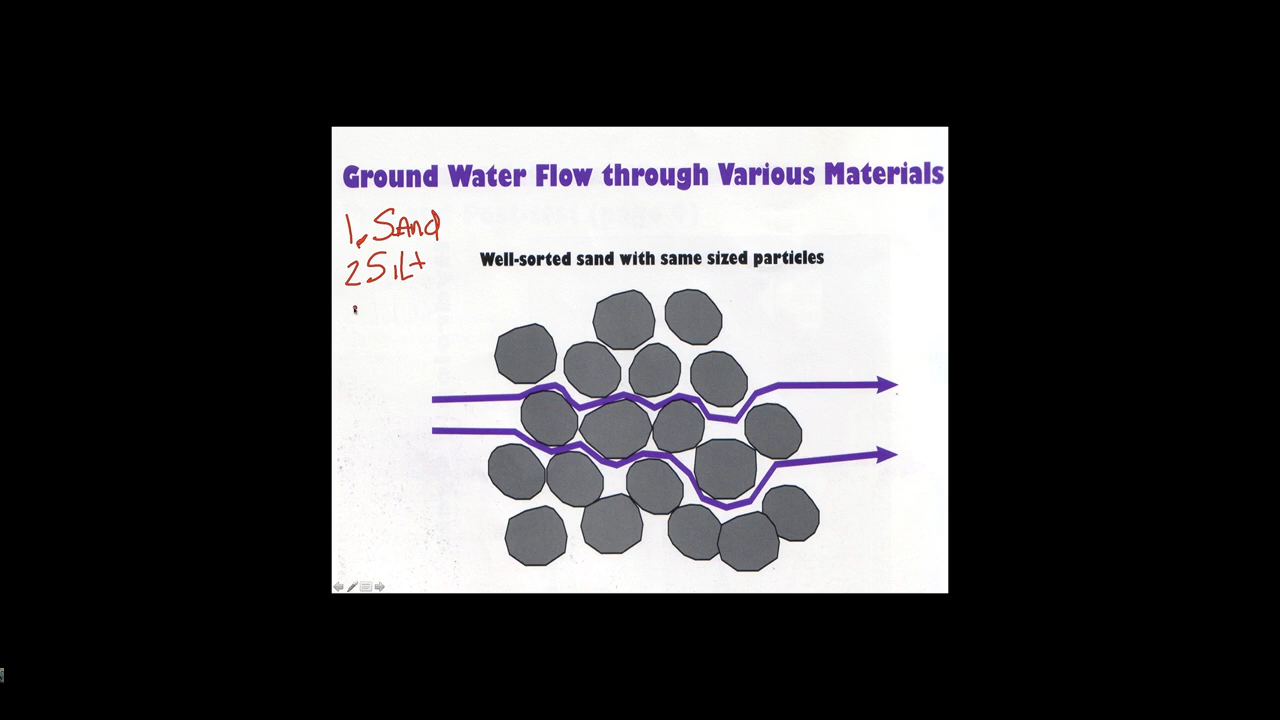 Ground Water Flow through Various Materials
1. Sand
2 Silt
Well-sorted sand with same sized particles